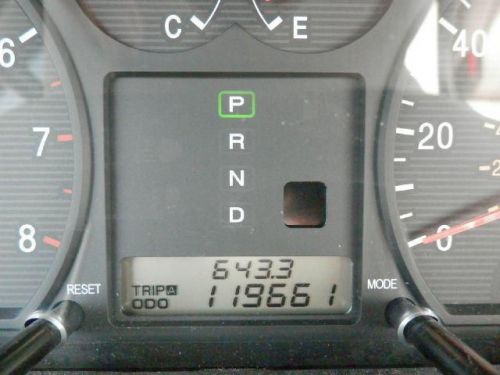 C E
6
40
P
7
20
R
N
D
8
0
643.3
RESET
TRIP A
MODE
ODO 119661